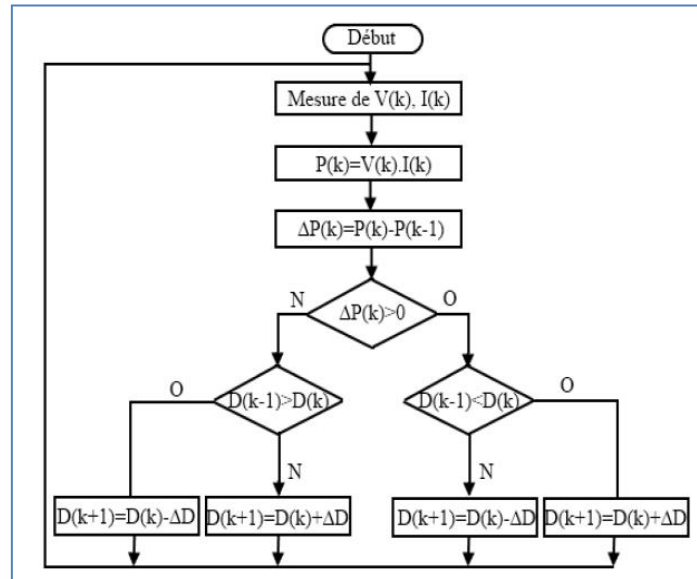 Début
Mesure de V(k), I(k)
P(k)=V(k).I(k)
ΔP(k)=P(k)-P(k-1)
N
O
ΔP(k)>0
O
D(k-1)>D(k)
D(k-1)<D(k)
O
N
N
D(k+1)=D(k)-ΔD
D(k+1)=D(k)+ΔD
D(k+1)=D(k)-ΔD
D(k+1)=D(k)+ΔD